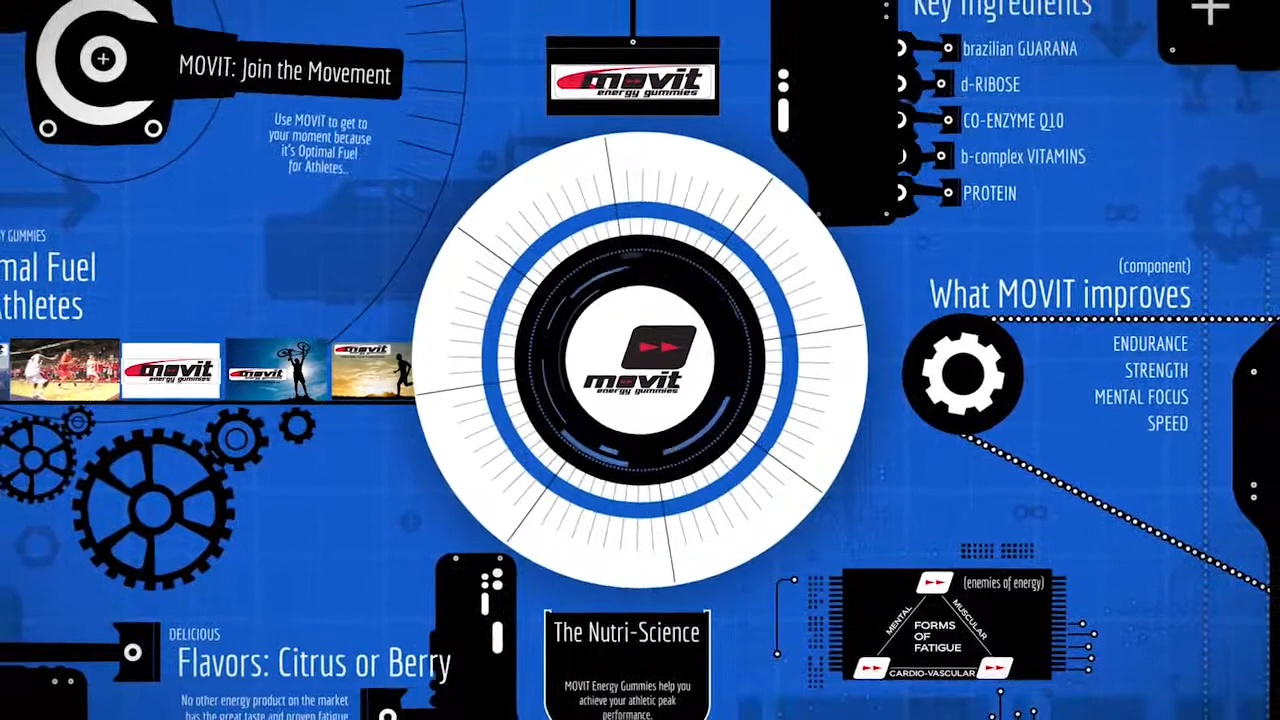 MOVIT: Join the Movement
Use MOVIT to get to
your moment because
it's Optimal Fuel
for Athletes...
movit
energy gummies
Key Ingredients
brazilian GUARANA
d-RIBOSE
CO-ENZYME Q10
b-complex VITAMINS
PROTEIN
GUMMIES
Fuel
movit
energy gummies
movit
energy gummies
movit
movit
energy gummies
(component)
What MOVIT improves
ENDURANCE
STRENGTH
MENTAL FOCUS
SPEED
DELICIOUS
Flavors: Citrus or Berry
No other energy product on the market
has the great taste and proven fatigue
The Nutri-Science
MOVIT Energy Gummies help you
achieve your athletic peak
performance.
(enemies of energy)
MENTAL
MUSCULAR
FORMS
OF
FATIGUE
CARDIO-VASCULAR